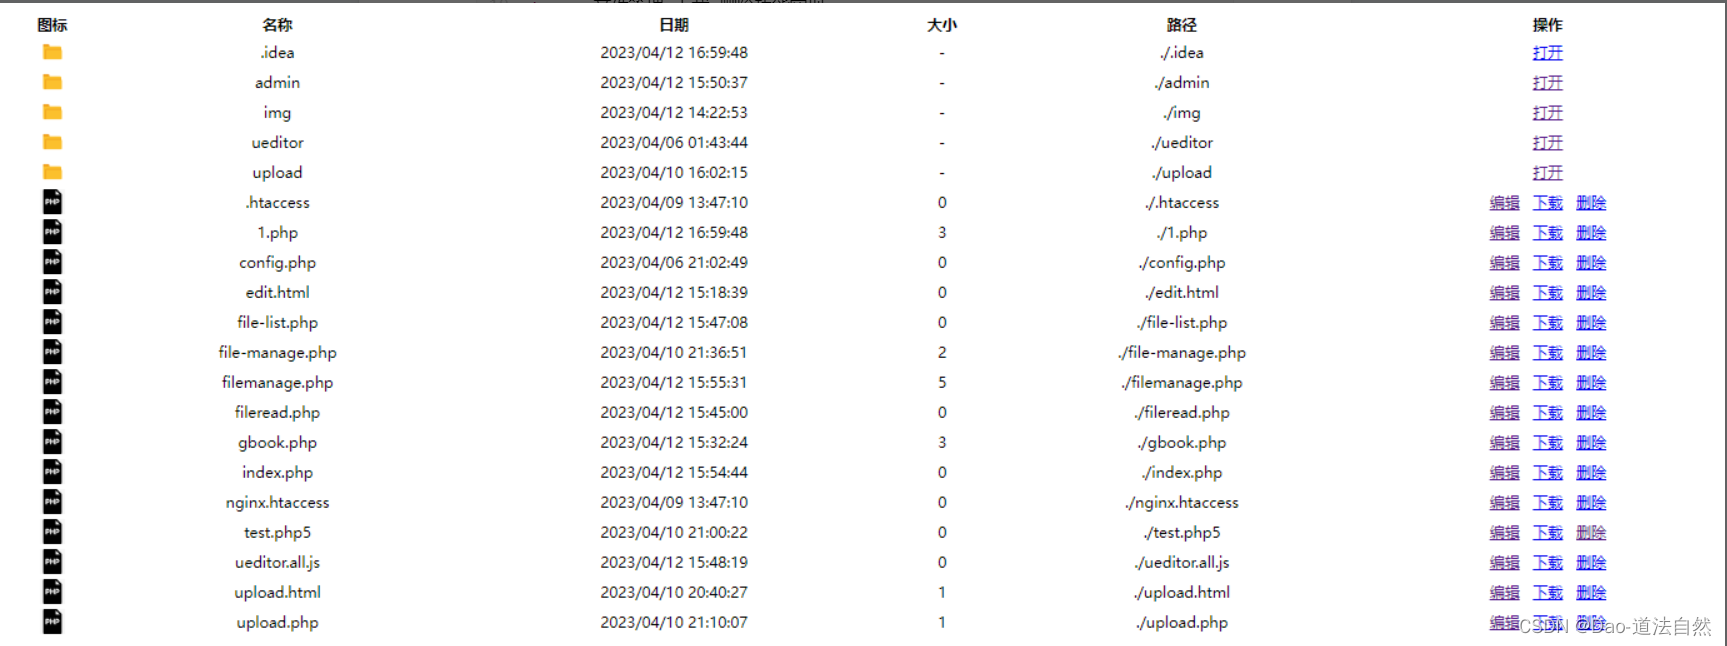 图标 名称 日期 大小 路径 操作
.idea 2023/04/12 16:59:48 - ./.idea 打开
admin 2023/04/12 15:50:37 - ./admin 打开
img 2023/04/12 14:22:53 - ./img 打开
ueditor 2023/04/06 01:43:44 - ./ueditor 打开
upload 2023/04/10 16:02:15 - ./upload 打开
PHP .htaccess 2023/04/09 13:47:10 0 ./.htaccess 编辑 下载 删除
PHP 1.php 2023/04/12 16:59:48 3 ./1.php 编辑 下载 删除
PHP config.php 2023/04/06 21:02:49 0 ./config.php 编辑 下载 删除
PHP edit.html 2023/04/12 15:18:39 0 ./edit.html 编辑 下载 删除
PHP file-list.php 2023/04/12 15:47:08 0 ./file-list.php 编辑 下载 删除
PHP file-manage.php 2023/04/10 21:36:51 2 ./file-manage.php 编辑 下载 删除
PHP filemanage.php 2023/04/12 15:55:31 5 ./filemanage.php 编辑 下载 删除
PHP fileread.php 2023/04/12 15:45:00 0 ./fileread.php 编辑 下载 删除
PHP gbook.php 2023/04/12 15:32:24 3 ./gbook.php 编辑 下载 删除
PHP index.php 2023/04/12 15:54:44 0 ./index.php 编辑 下载 删除
PHP nginx.htaccess 2023/04/09 13:47:10 0 ./nginx.htaccess 编辑 下载 删除
PHP test.php5 2023/04/10 21:00:22 0 ./test.php5 编辑 下载 删除
PHP ueditor.all.js 2023/04/12 15:48:19 0 ./ueditor.all.js 编辑 下载 删除
PHP upload.html 2023/04/10 20:40:27 1 ./upload.html 编辑 下载 删除
PHP upload.php 2023/04/10 21:10:07 1 ./upload.php 编辑 下载 删除
CSDN @Dao-道法自然